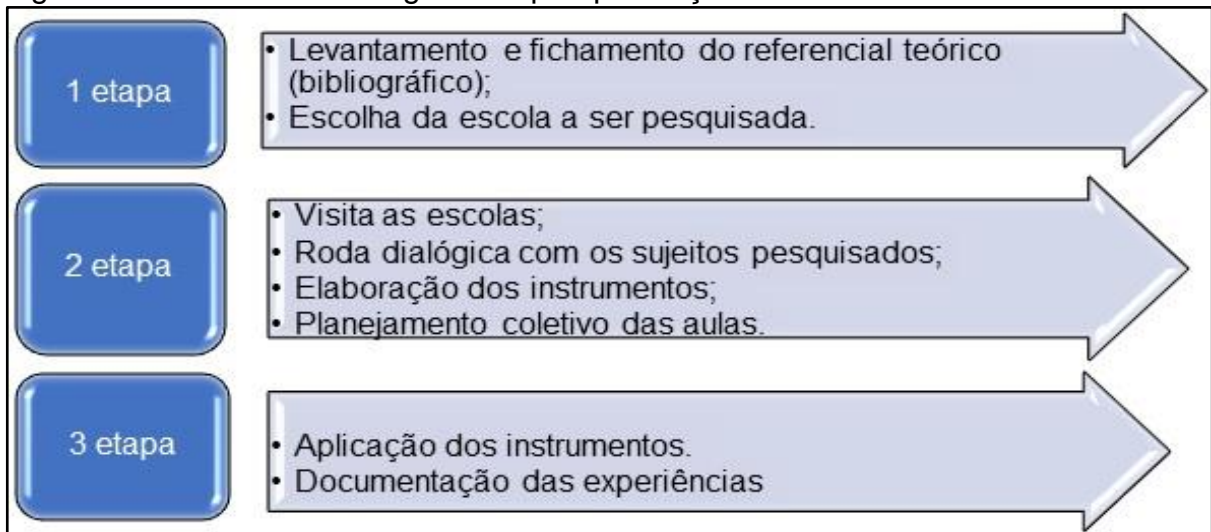 1 etapa
• Levantamento e fichamento do referencial teórico
(bibliográfico);
• Escolha da escola a ser pesquisada.
2 etapa
• Visita as escolas;
• Roda dialógica com os sujeitos pesquisados;
• Elaboração dos instrumentos;
• Planejamento coletivo das aulas.
3 etapa
• Aplicação dos instrumentos.
• Documentação das experiências